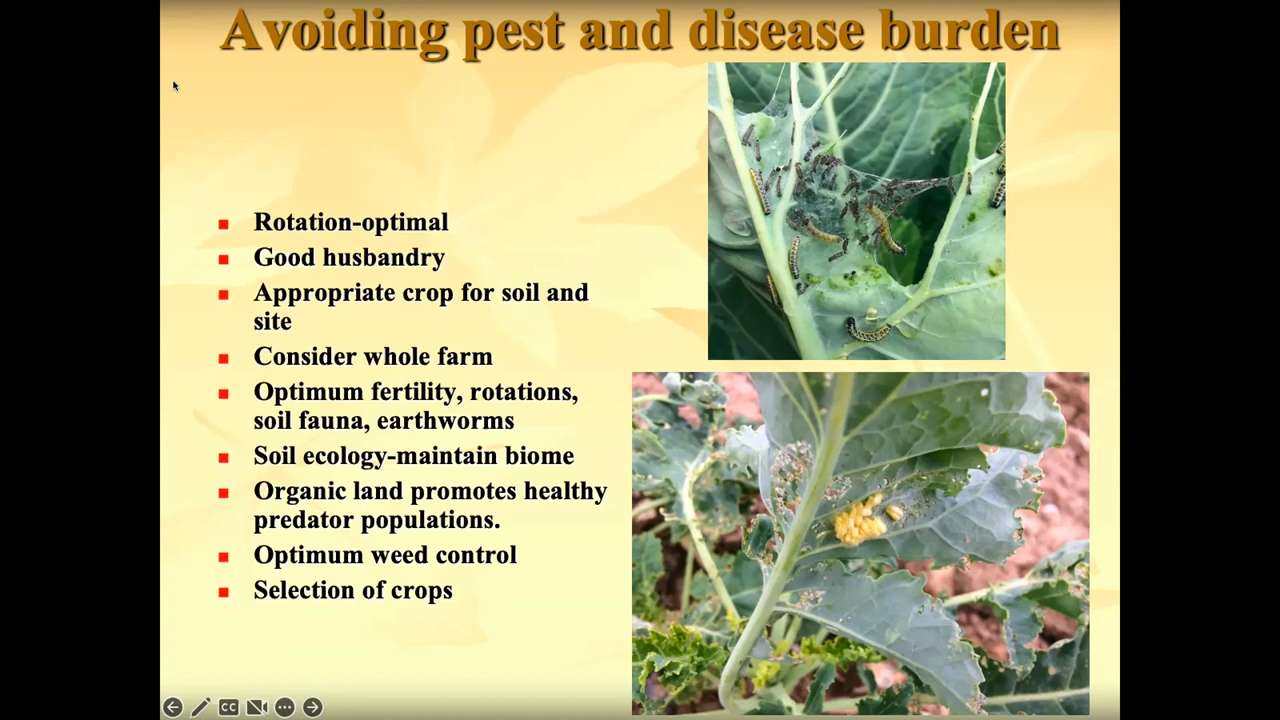 Avoiding pest and disease burden
Rotation-optimal
Good husbandry
Appropriate crop for soil and
site
Consider whole farm
Optimum fertility, rotations,
soil fauna, earthworms
Soil ecology-maintain biome
Organic land promotes healthy
predator populations.
Optimum weed control
Selection of crops
CC